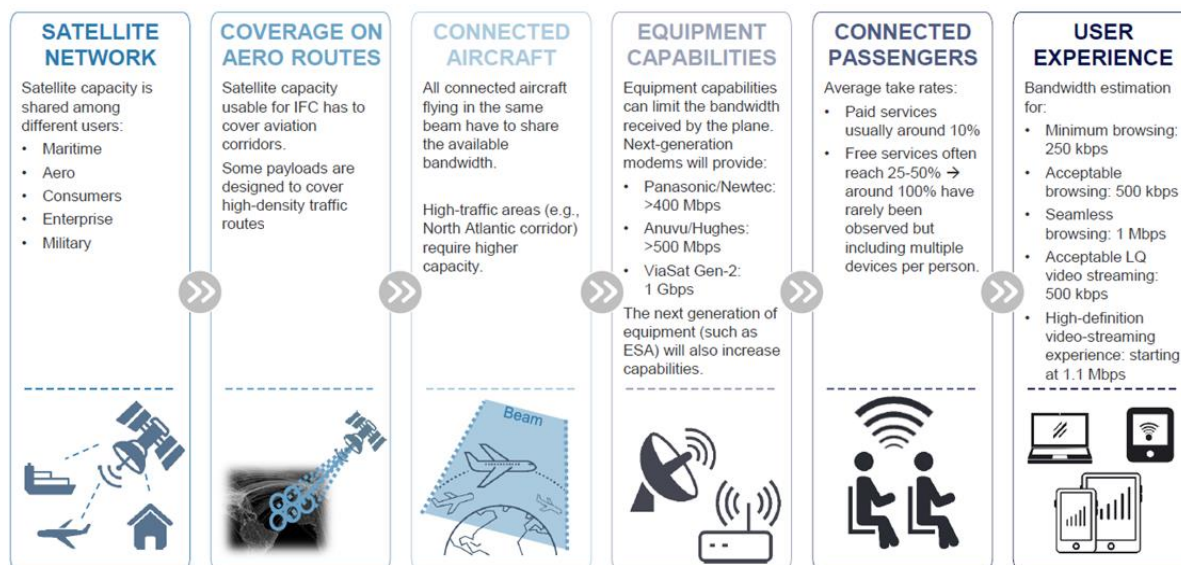 SATELLITE
NETWORK
Satellite capacity is
shared among
different users:
• Maritime
• Aero
• Consumers
• Enterprise
• Military
COVERAGE ON
AERO ROUTES
Satellite capacity
usable for IFC has to
cover aviation
corridors.
Some payloads are
designed to cover
high-density traffic
routes
CONNECTED
AIRCRAFT
All connected aircraft
flying in the same
beam have to share
the available
bandwidth.
High-traffic areas (e.g.,
North Atlantic corridor)
require higher
capacity.
Beam
EQUIPMENT
CAPABILITIES
Equipment capabilities
can limit the bandwidth
received by the plane.
Next-generation
modems will provide:
• Panasonic/Newtec:
>400 Mbps
• Anuvu/Hughes:
>500 Mbps
• ViaSat Gen-2:
1 Gbps
The next generation of
equipment (such as
ESA) will also increase
capabilities.
CONNECTED
PASSENGERS
Average take rates:
• Paid services
usually around 10%
• Free services often
reach 25-50% →
around 100% have
rarely been
observed but
including multiple
devices per person.
USER
EXPERIENCE
Bandwidth estimation
for:
• Minimum browsing:
250 kbps
• Acceptable
browsing: 500 kbps
• Seamless
browsing: 1 Mbps
• Acceptable LQ
video streaming:
500 kbps
• High-definition
video-streaming
experience: starting
at 1.1 Mbps